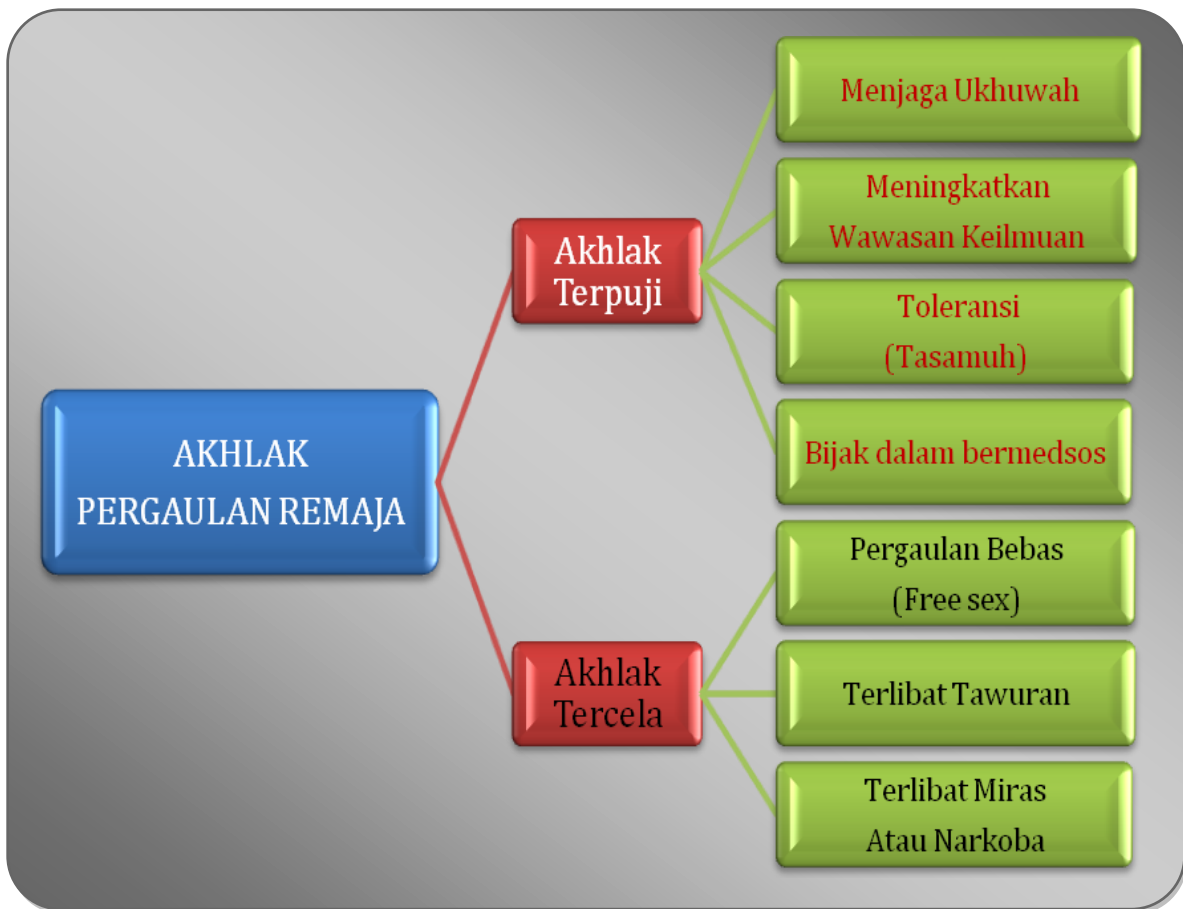 AKHLAK
PERGAULAN REMAJA
Akhlak
Terpuji
Menjaga Ukhuwah
Meningkatkan
Wawasan Keilmuan
Toleransi
(Tasamuh)
Bijak dalam bermedsos
Akhlak
Tercela
Pergaulan Bebas
(Free sex)
Terlibat Tawuran
Terlibat Miras
Atau Narkoba